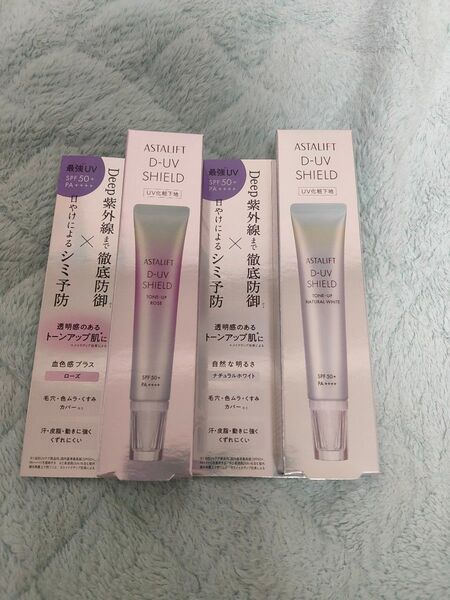 最強UV
SPF 50+
PA++++
Deep紫外線まで徹底防御
×
日やけによるシミ予防
透明感のある
トーンアップ肌に
血色感プラス
ローズ
毛穴・色ムラ・くすみ
カバー
汗・皮脂・動きに強く
くずれにくい
ASTALIFT
D-UV
SHIELD
UV化粧下地
ASTALIFT
D-UV
SHIELD
TONE-UP
ROSE
SPF 50+
PA++++
最強UV
SPF 50+
PA++++
Deep紫外線まで徹底防御
×
日やけによるシミ予防
透明感のある
トーンアップ肌に
自然な明るさ
ナチュラルホワイト
毛穴・色ムラ・くすみ
カバー
汗・皮脂・動きに強く
くずれにくい
ASTALIFT
D-UV
SHIELD
UV化粧下地
ASTALIFT
D-UV
SHIELD
TONE-UP
NATURAL WHITE
SPF 50+
PA++++